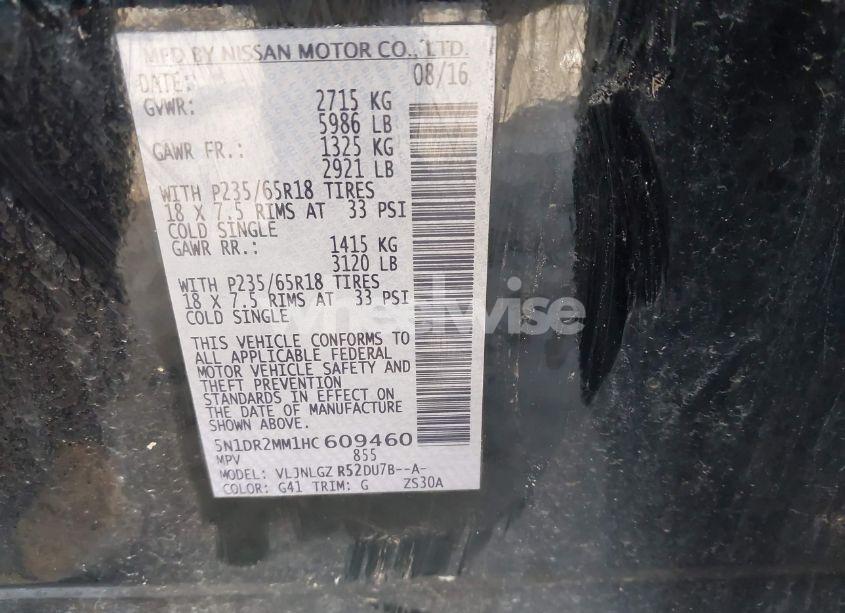 MFD BY NISSAN MOTOR CO., LTD.
DATE: 08/16
GVWR: 2715 KG
5986 LB
GAWR FR.: 1325 KG
2921 LB
WITH P235/65R18 TIRES
18 X 7.5 RIMS AT 33 PSI
COLD SINGLE
GAWR RR.: 1415 KG
3120 LB
WITH P235/65R18 TIRES
18 X 7.5 RIMS AT 33 PSI
COLD SINGLE
wheelwise
THIS VEHICLE CONFORMS TO
ALL APPLICABLE FEDERAL
MOTOR VEHICLE SAFETY AND
THEFT PREVENTION
STANDARDS IN EFFECT ON
THE DATE OF MANUFACTURE
SHOWN ABOVE.
5N1DR2MM1HC 609460
MPV 855
MODEL: VLJNLGZ R52DU7B--A-
COLOR: G41 TRIM: G ZS30A